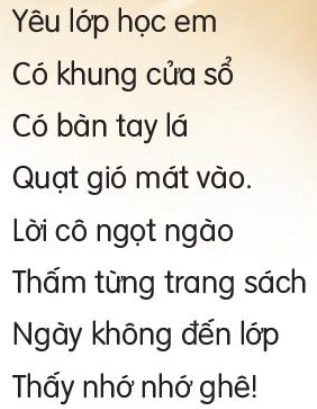 Yêu lớp học em
Có khung cửa sổ
Có bàn tay lá
Quạt gió mát vào.
Lời cô ngọt ngào
Thấm từng trang sách
Ngày không đến lớp
Thấy nhớ nhớ ghê!